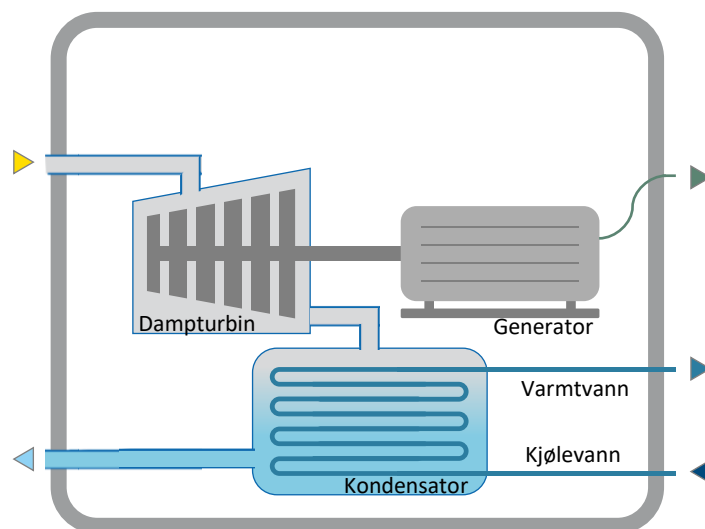 Dampturbin
Generator
Varmtvann
Kjølevann
Kondensator